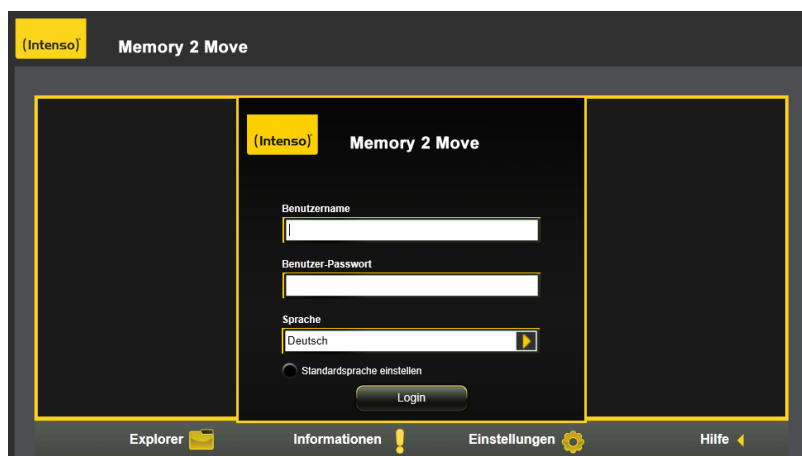 (Intenso)® Memory 2 Move
(Intenso)® Memory 2 Move
Benutzername
Benutzer-Passwort
Sprache
Deutsch
Standardsprache einstellen
Login
Explorer Informationen Einstellungen Hilfe